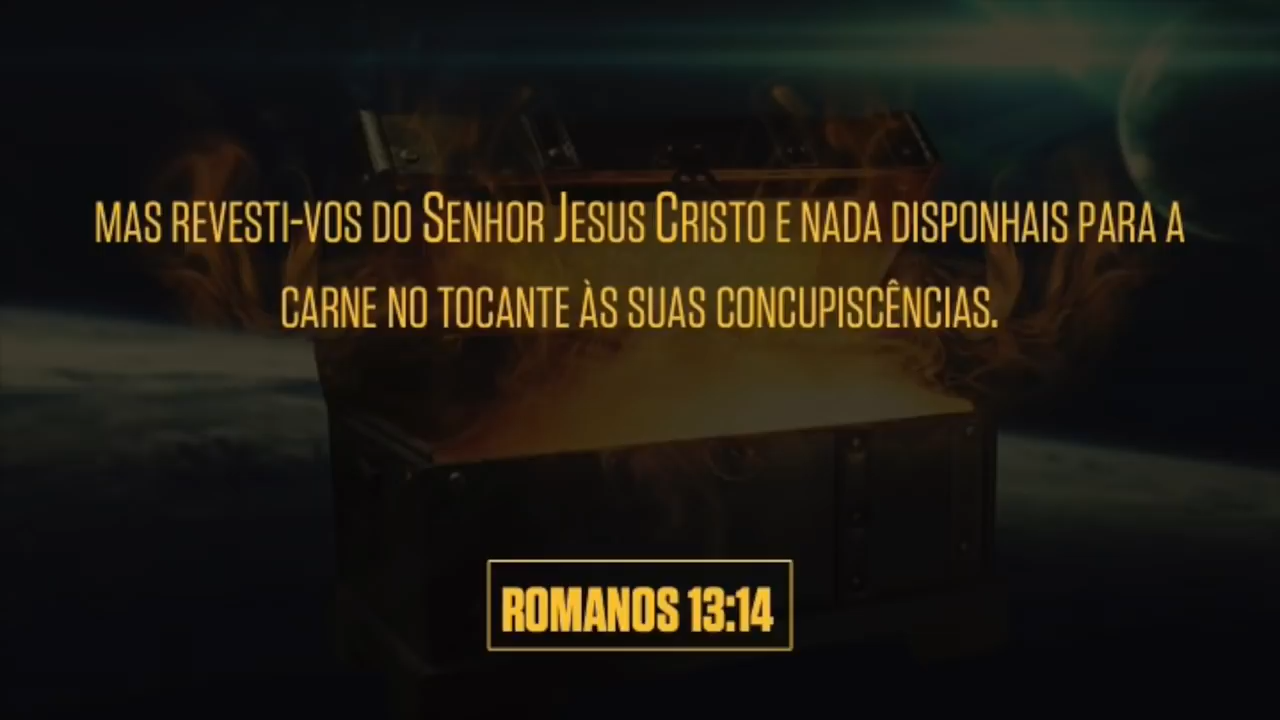 MAS REVESTI-VOS DO SENHOR JESUS CRISTO E NADA DISPONHAIS PARA A
CARNE NO TOCANTE ÀS SUAS CONCUPISCÊNCIAS.
ROMANOS 13:14